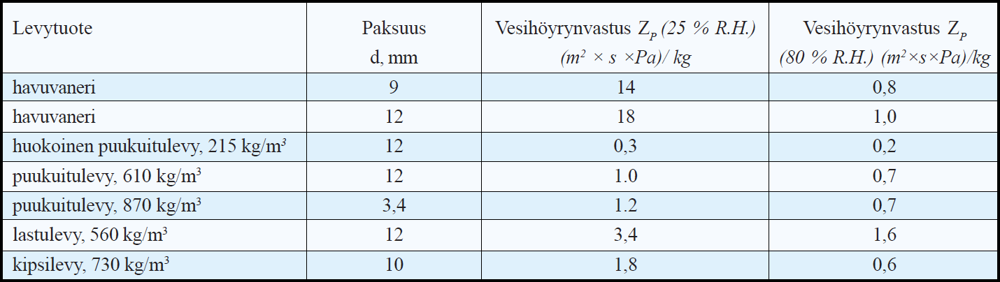 Levytuote Paksuus d, mm Vesihöyrynvastus Z_P (25 % R.H.) (m² × s ×Pa)/ kg Vesihöyrynvastus Z_P (80 % R.H.) (m²×s×Pa)/kg
havuvaneri 9 14 0,8
havuvaneri 12 18 1,0
huokoinen puukuitulevy, 215 kg/m³ 12 0,3 0,2
puukuitulevy, 610 kg/m³ 12 1.0 0,7
puukuitulevy, 870 kg/m³ 3,4 1.2 0,7
lastulevy, 560 kg/m³ 12 3,4 1,6
kipsilevy, 730 kg/m³ 10 1,8 0,6